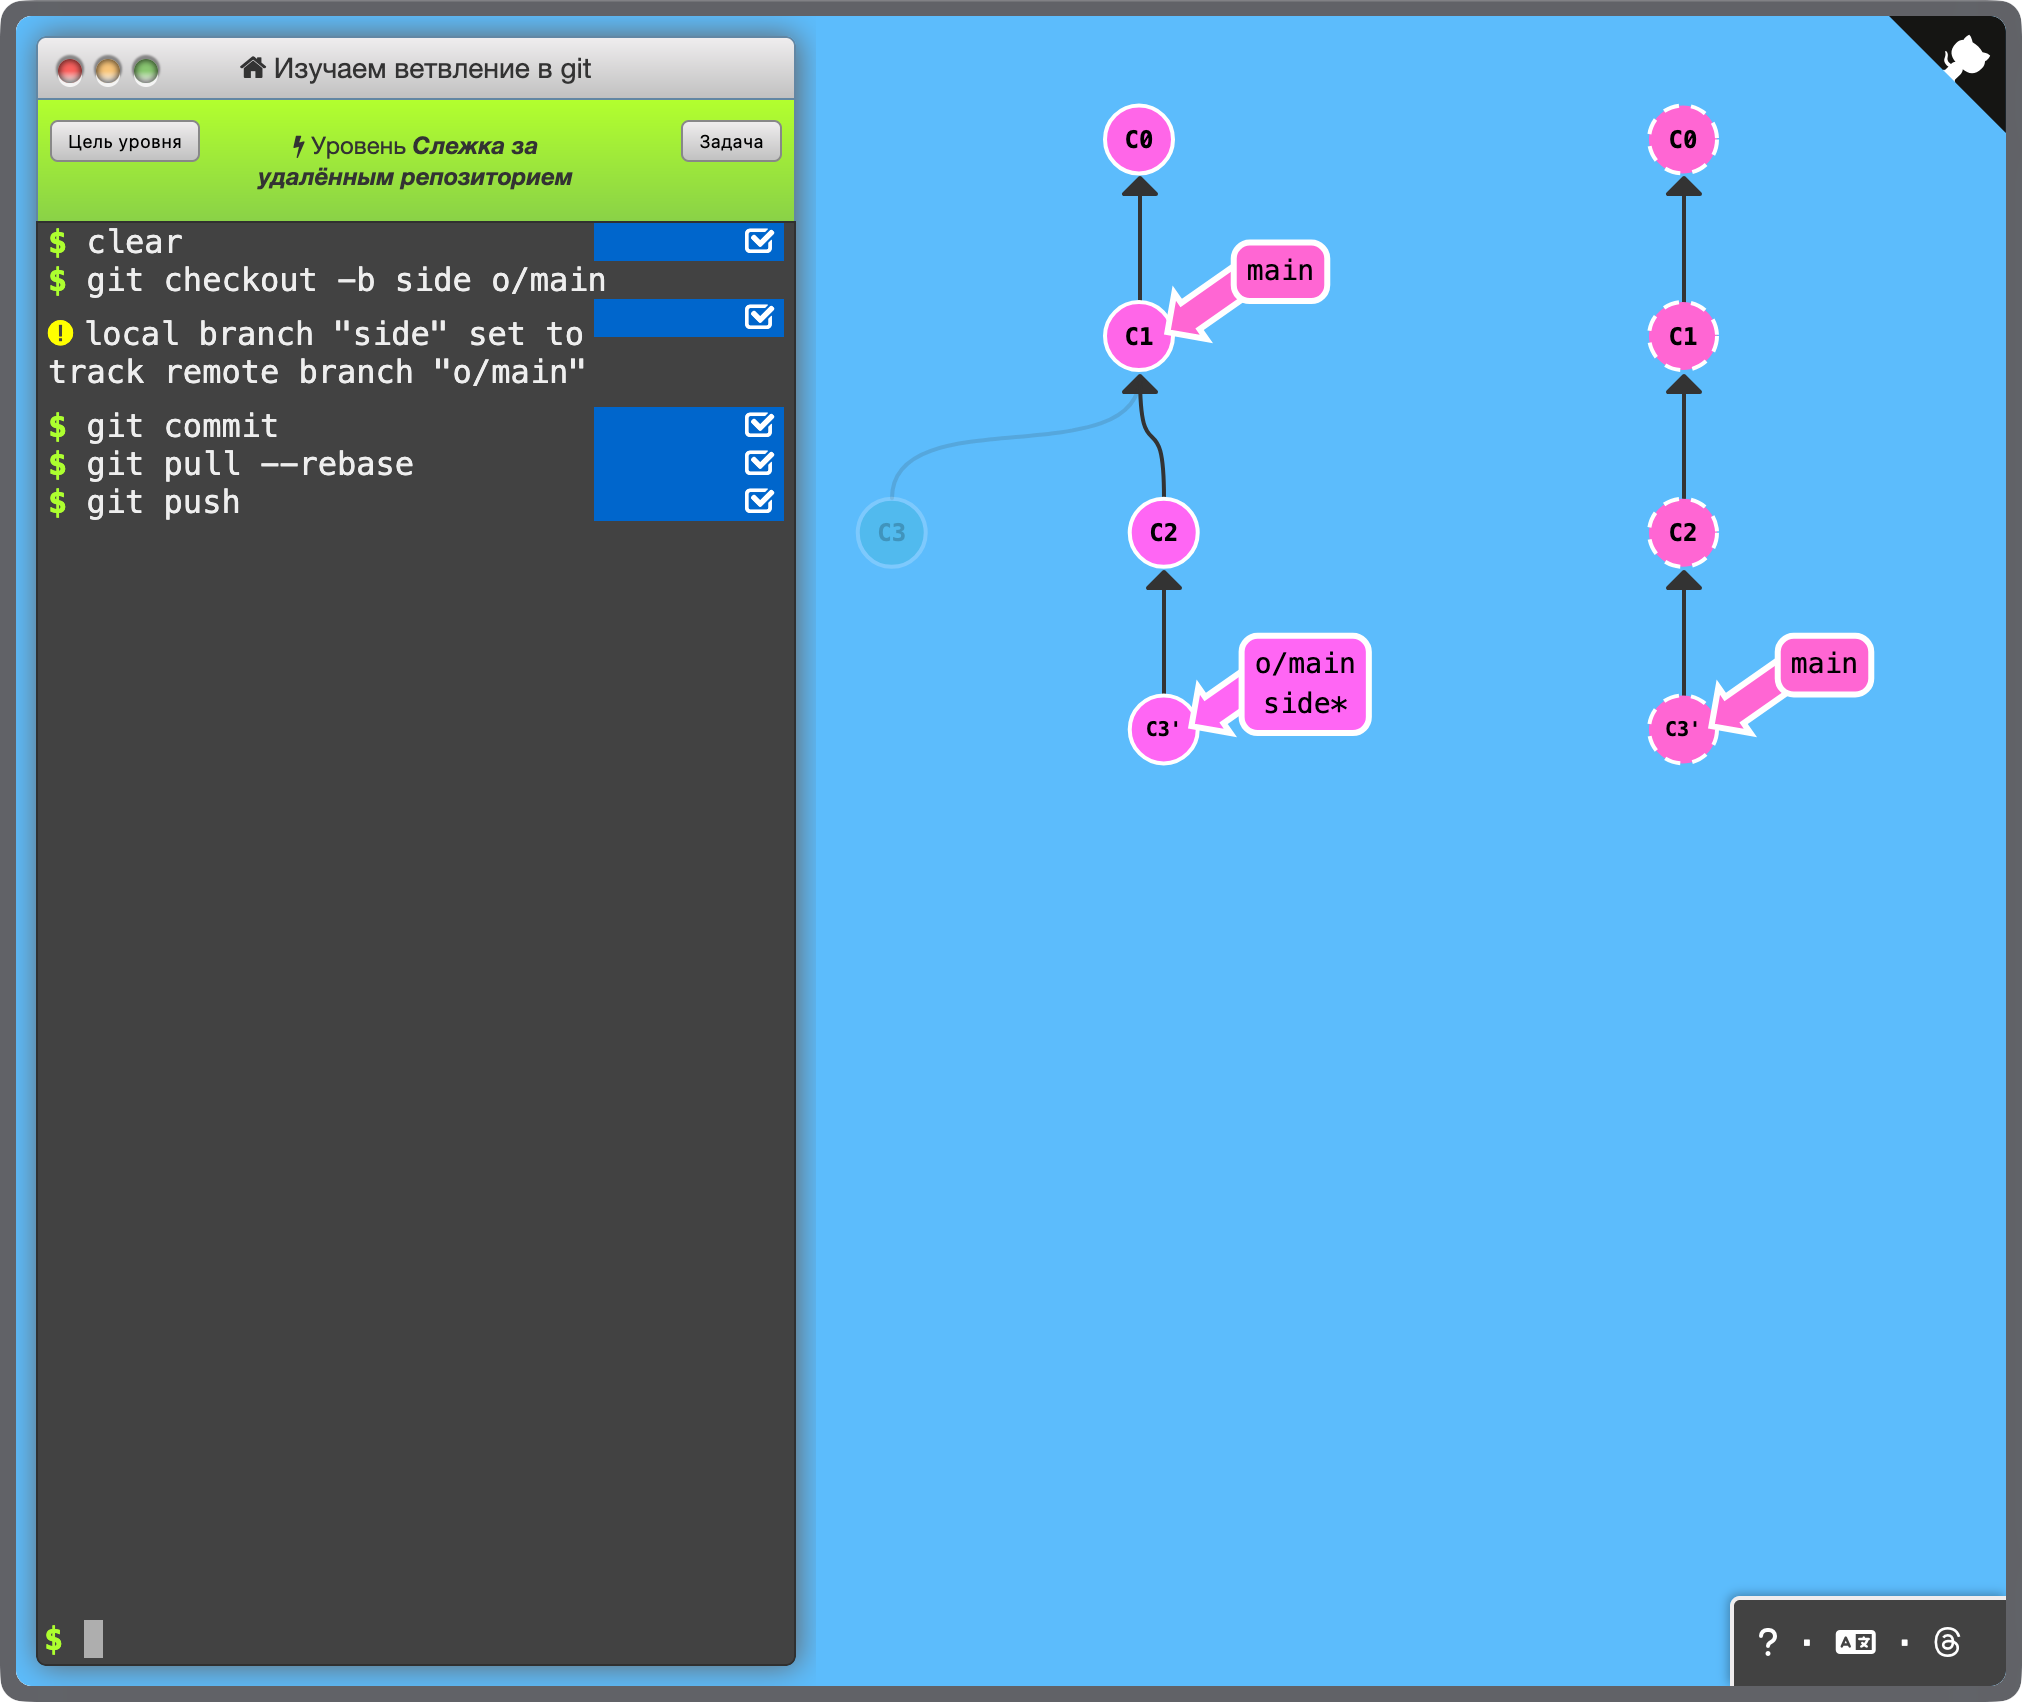 Изучаем ветвление в git
Цель уровня
Уровень Слежка за
удалённым репозиторием
Задача
$ clear
$ git checkout -b side o/main
! local branch "side" set to
track remote branch "o/main"
$ git commit
$ git pull --rebase
$ git push
$
C0
main
C1
C3
C2
o/main
side*
C3'
C0
C1
C2
main
C3'
? · A文 ·